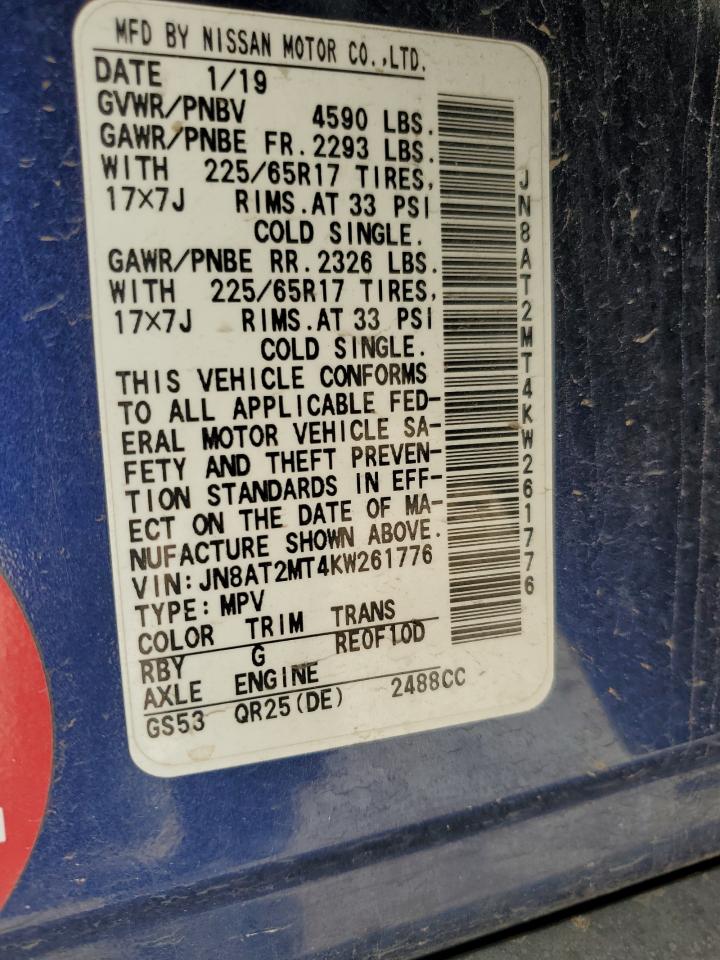 MFD BY NISSAN MOTOR CO.,LTD.
DATE 1/19
GVWR/PNBV 4590 LBS.
GAWR/PNBE FR.2293 LBS.
WITH 225/65R17 TIRES,
17×7J RIMS.AT 33 PSI
COLD SINGLE.
GAWR/PNBE RR.2326 LBS.
WITH 225/65R17 TIRES,
17×7J RIMS.AT 33 PSI
COLD SINGLE.
THIS VEHICLE CONFORMS
TO ALL APPLICABLE FED-
ERAL MOTOR VEHICLE SA-
FETY AND THEFT PREVEN-
TION STANDARDS IN EFF-
ECT ON THE DATE OF MA-
NUFACTURE SHOWN ABOVE.
VIN:JN8AT2MT4KW261776
TYPE:MPV
COLOR TRIM TRANS
RBY G RE0F10D
AXLE ENGINE
GS53 QR25(DE) 2488CC
JN8AT2MT4KW261776